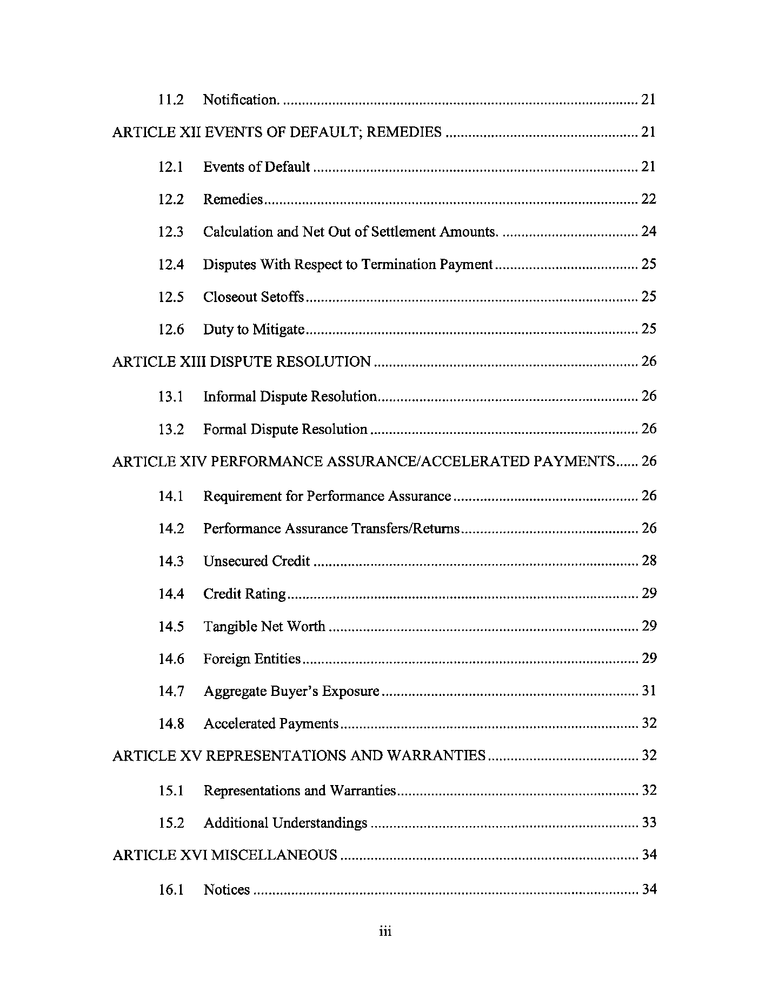 11.2 Notification. ........ 21
ARTICLE XII EVENTS OF DEFAULT; REMEDIES ........ 21
12.1 Events of Default ........ 21
12.2 Remedies ........ 22
12.3 Calculation and Net Out of Settlement Amounts. ........ 24
12.4 Disputes With Respect to Termination Payment ........ 25
12.5 Closeout Setoffs ........ 25
12.6 Duty to Mitigate ........ 25
ARTICLE XIII DISPUTE RESOLUTION ........ 26
13.1 Informal Dispute Resolution ........ 26
13.2 Formal Dispute Resolution ........ 26
ARTICLE XIV PERFORMANCE ASSURANCE/ACCELERATED PAYMENTS ...... 26
14.1 Requirement for Performance Assurance ........ 26
14.2 Performance Assurance Transfers/Returns ........ 26
14.3 Unsecured Credit ........ 28
14.4 Credit Rating ........ 29
14.5 Tangible Net Worth ........ 29
14.6 Foreign Entities ........ 29
14.7 Aggregate Buyer's Exposure ........ 31
14.8 Accelerated Payments ........ 32
ARTICLE XV REPRESENTATIONS AND WARRANTIES ........ 32
15.1 Representations and Warranties ........ 32
15.2 Additional Understandings ........ 33
ARTICLE XVI MISCELLANEOUS ........ 34
16.1 Notices ........ 34
iii